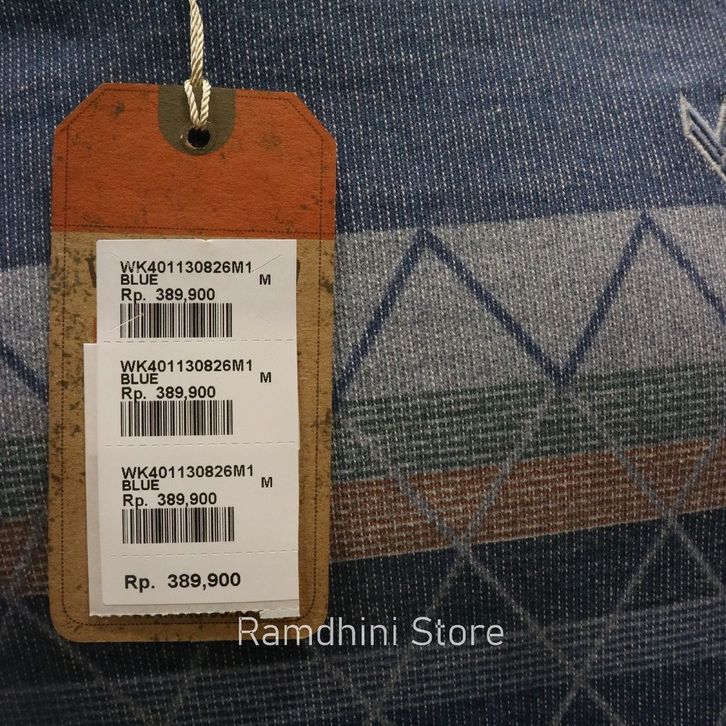 WK401130826M1
BLUE M
Rp. 389,900
WK401130826M1
BLUE M
Rp. 389,900
WK401130826M1
BLUE M
Rp. 389,900
Rp. 389,900
Ramdhini Store